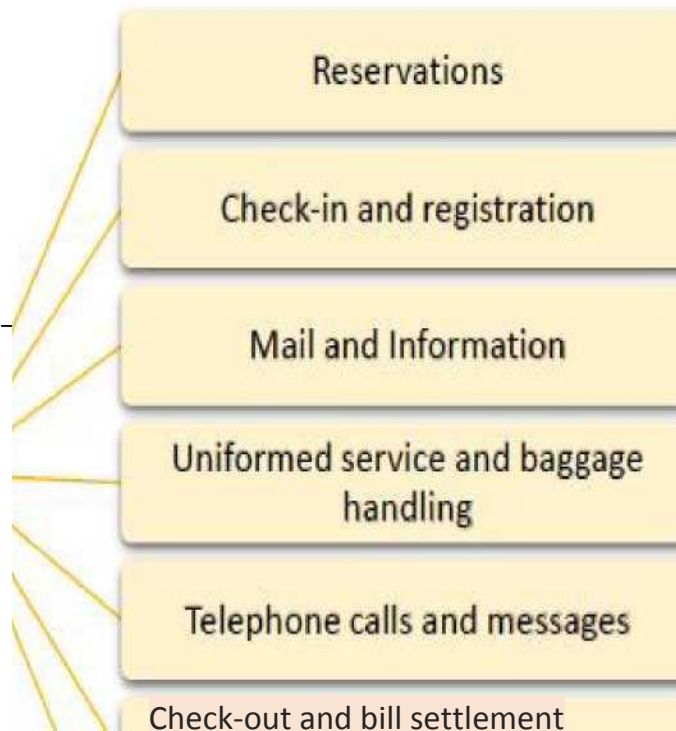 Reservations
Check-in and registration
Mail and Information
Uniformed service and baggage
handling
Telephone calls and messages
Check-out and bill settlement